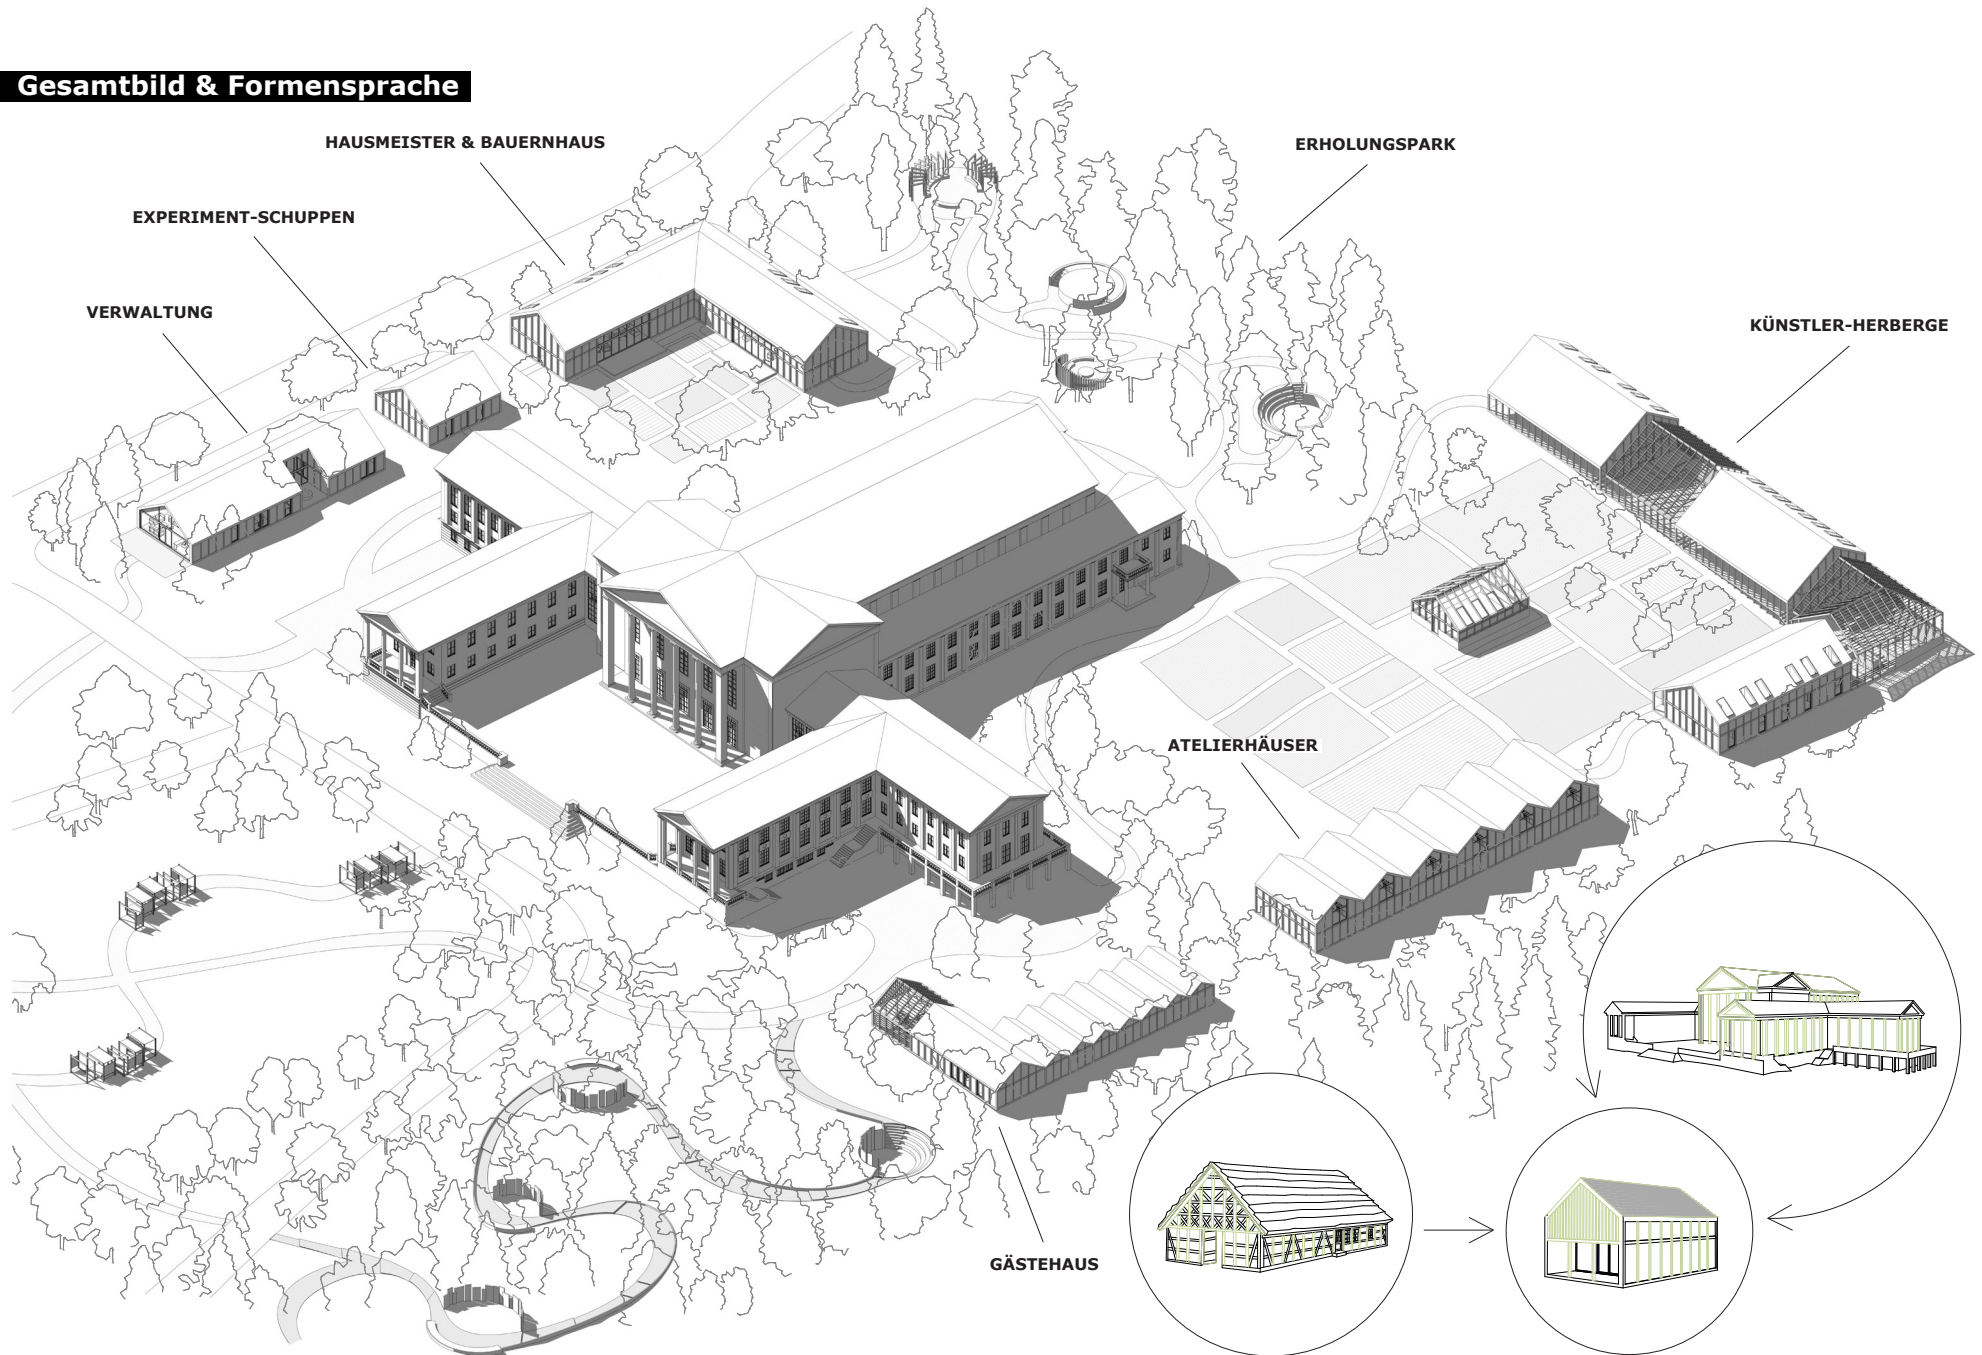 Gesamtbild & Formensprache
HAUSMEISTER & BAUERNHAUS
ERHOLUNGSPARK
EXPERIMENT-SCHUPPEN
VERWALTUNG
KÜNSTLER-HERBERGE
ATELIERHÄUSER
GÄSTEHAUS